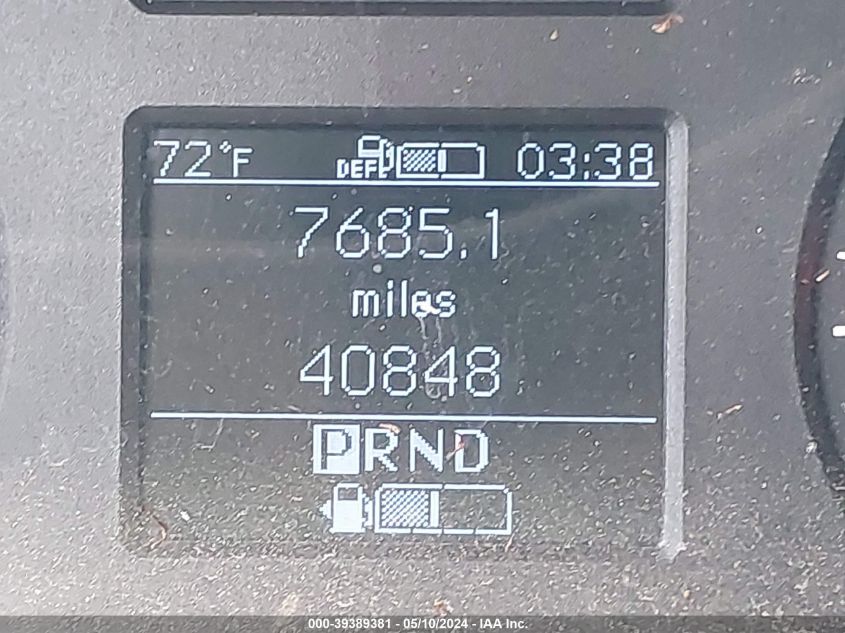 72°F DEF 03:38
7685.1
miles
40848
PRND
000-39389381 - 05/10/2024 - IAA Inc.